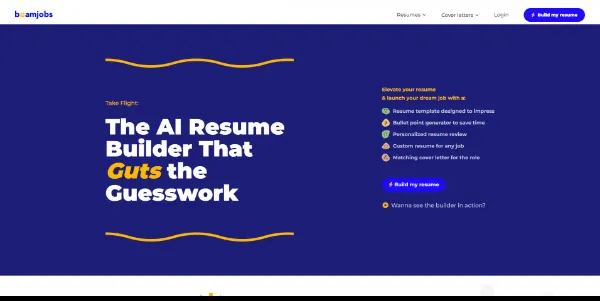 beamjobs
Resumes
Cover letters
Login
Build my resume
Take Flight:
The AI Resume
Builder That
Guts the
Guesswork
Elevate your resume
& launch your dream job with a:
Resume template designed to impress
Bullet point generator to save time
Personalized resume review
Custom resume for any job
Matching cover letter for the role
Build my resume
Wanna see the builder in action?